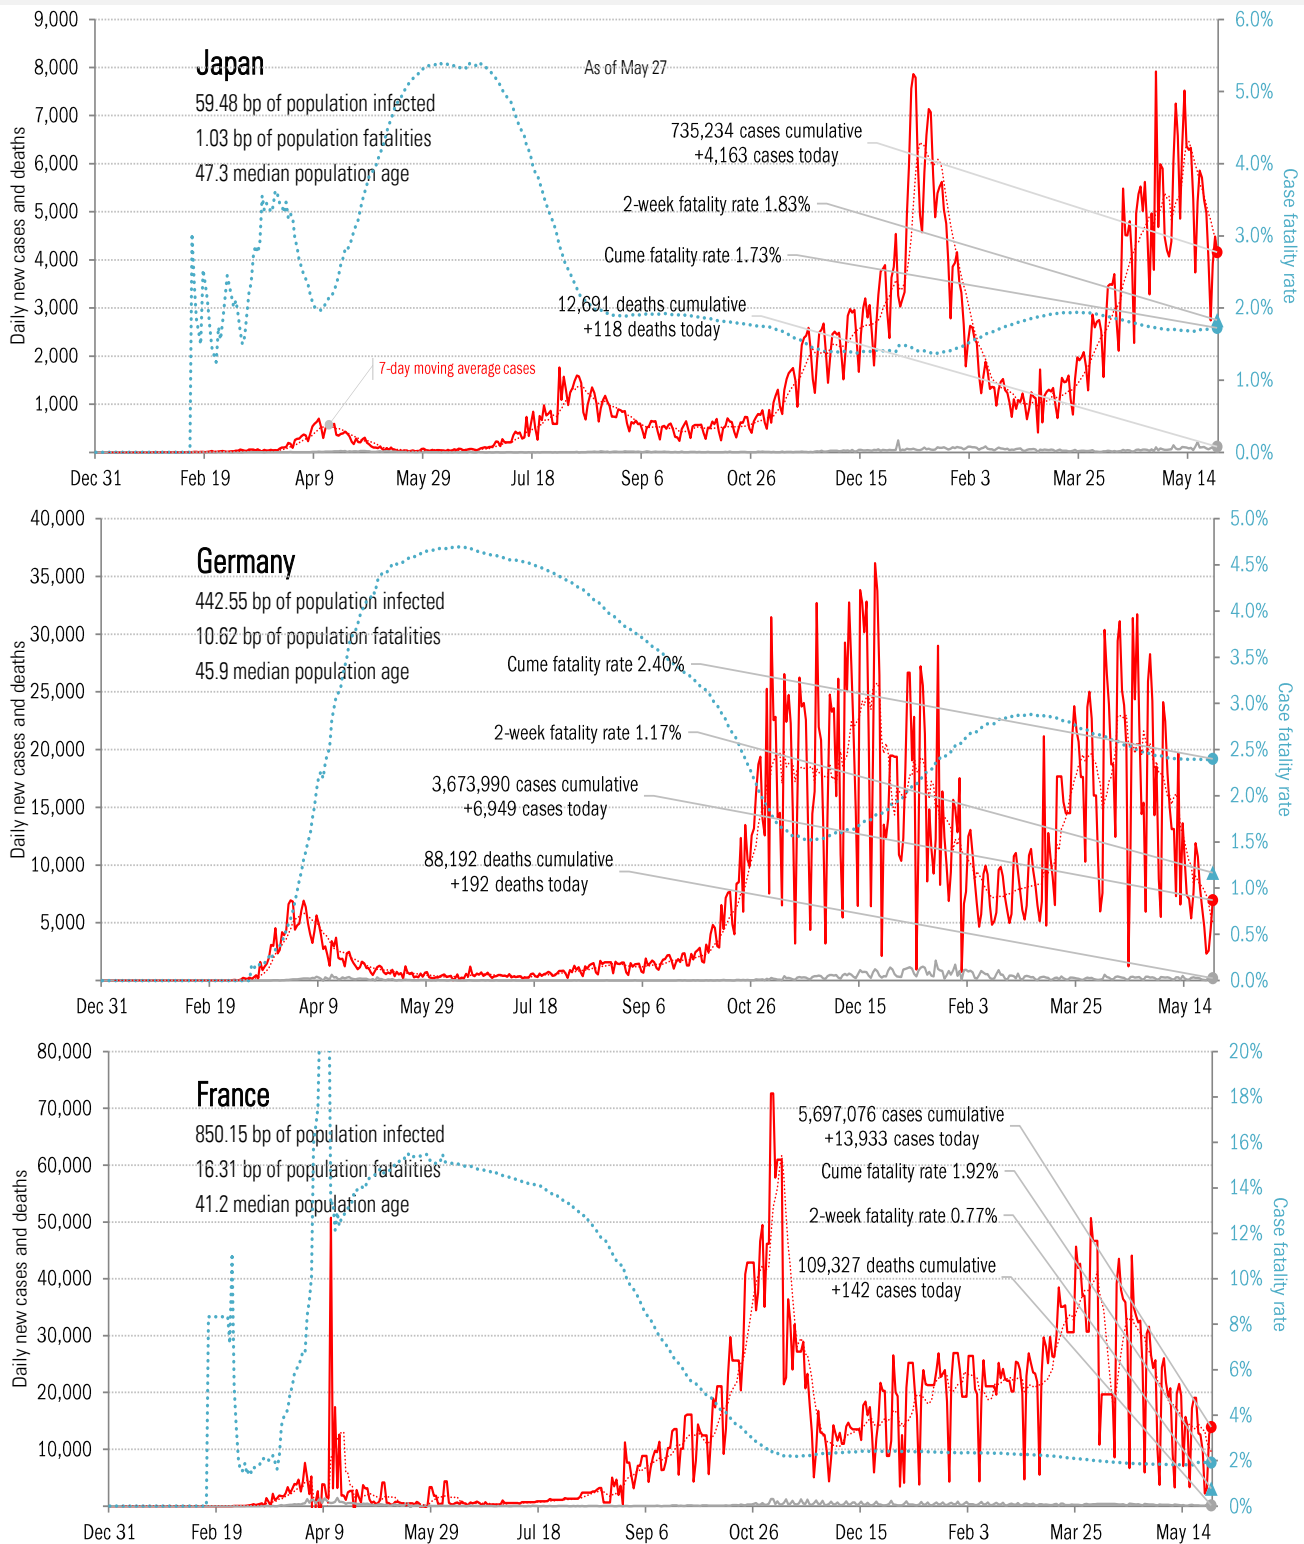 9,000
8,000
7,000
6,000
5,000
4,000
3,000
2,000
1,000
Daily new cases and deaths
Japan
59.48 bp of population infected
1.03 bp of population fatalities
47.3 median population age
As of May 27
735,234 cases cumulative
+4,163 cases today
2-week fatality rate 1.83%
Cume fatality rate 1.73%
12,691 deaths cumulative
+118 deaths today
7-day moving average cases
6.0%
5.0%
4.0%
3.0%
2.0%
1.0%
0.0%
Case fatality rate
Dec 31 Feb 19 Apr 9 May 29 Jul 18 Sep 6 Oct 26 Dec 15 Feb 3 Mar 25 May 14
40,000
35,000
30,000
25,000
20,000
15,000
10,000
5,000
Daily new cases and deaths
Germany
442.55 bp of population infected
10.62 bp of population fatalities
45.9 median population age
Cume fatality rate 2.40%
2-week fatality rate 1.17%
3,673,990 cases cumulative
+6,949 cases today
88,192 deaths cumulative
+192 deaths today
5.0%
4.5%
4.0%
3.5%
3.0%
2.5%
2.0%
1.5%
1.0%
0.5%
0.0%
Case fatality rate
Dec 31 Feb 19 Apr 9 May 29 Jul 18 Sep 6 Oct 26 Dec 15 Feb 3 Mar 25 May 14
80,000
70,000
60,000
50,000
40,000
30,000
20,000
10,000
Daily new cases and deaths
France
850.15 bp of population infected
16.31 bp of population fatalities
41.2 median population age
5,697,076 cases cumulative
+13,933 cases today
Cume fatality rate 1.92%
2-week fatality rate 0.77%
109,327 deaths cumulative
+142 cases today
20%
18%
16%
14%
12%
10%
8%
6%
4%
2%
0%
Case fatality rate
Dec 31 Feb 19 Apr 9 May 29 Jul 18 Sep 6 Oct 26 Dec 15 Feb 3 Mar 25 May 14